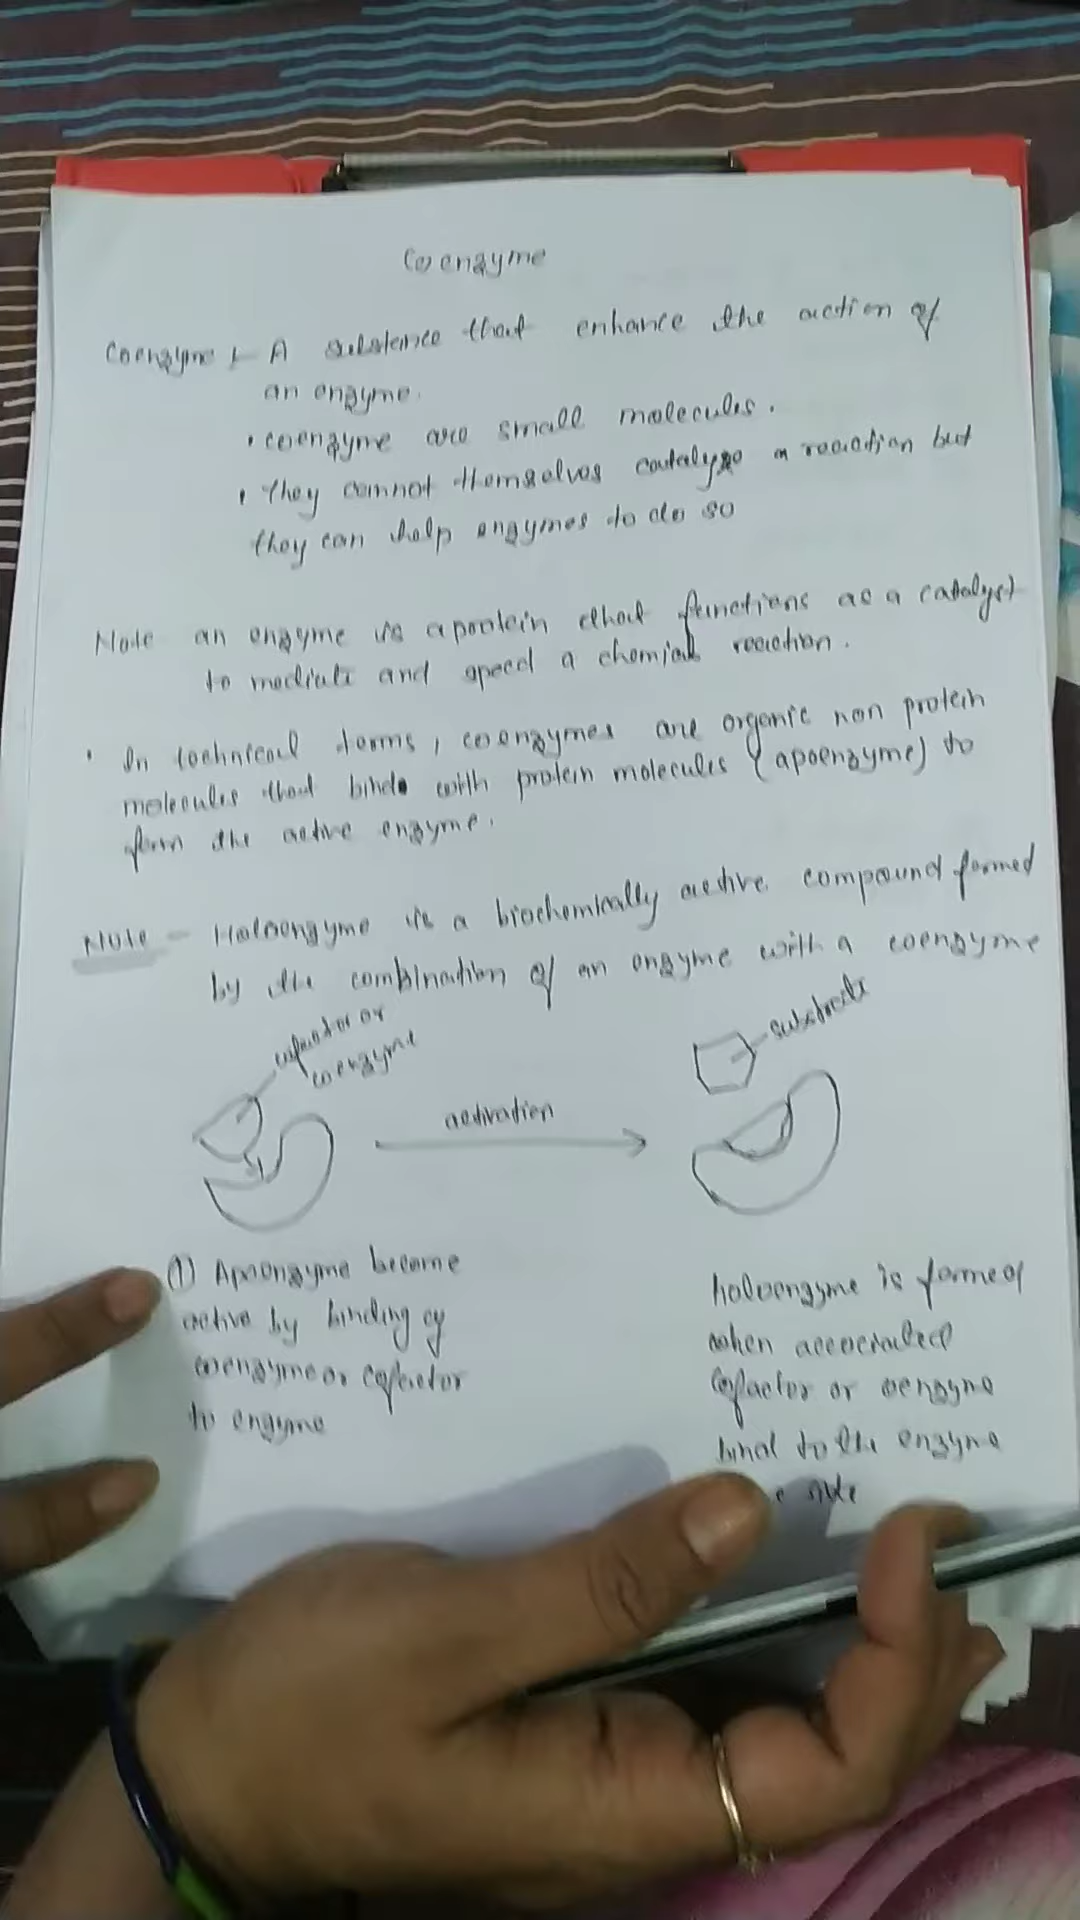 Coenzyme
Coenzyme :- A substance that enhance the action of
an enzyme.
• coenzyme are small molecules.
• They cannot themselves catalyse a reaction but
they can help enzymes to do so
Note an enzyme is a protein that functions as a catalyst
to mediate and speed a chemical reaction.
• In technical terms, coenzymes are organic non protein
molecules that binds with protein molecules (apoenzyme) to
form the active enzyme.
Note - Holoenzyme is a biochemically active compound formed
by the combination of an enzyme with a coenzyme
cofactor or
coenzyme
substrate
activation
(1) Apoenzyme become
active by binding of
coenzyme or cofactor
to enzyme
holoenzyme is formed
when associated
cofactor or coenzyme
bind to the enzyme
site